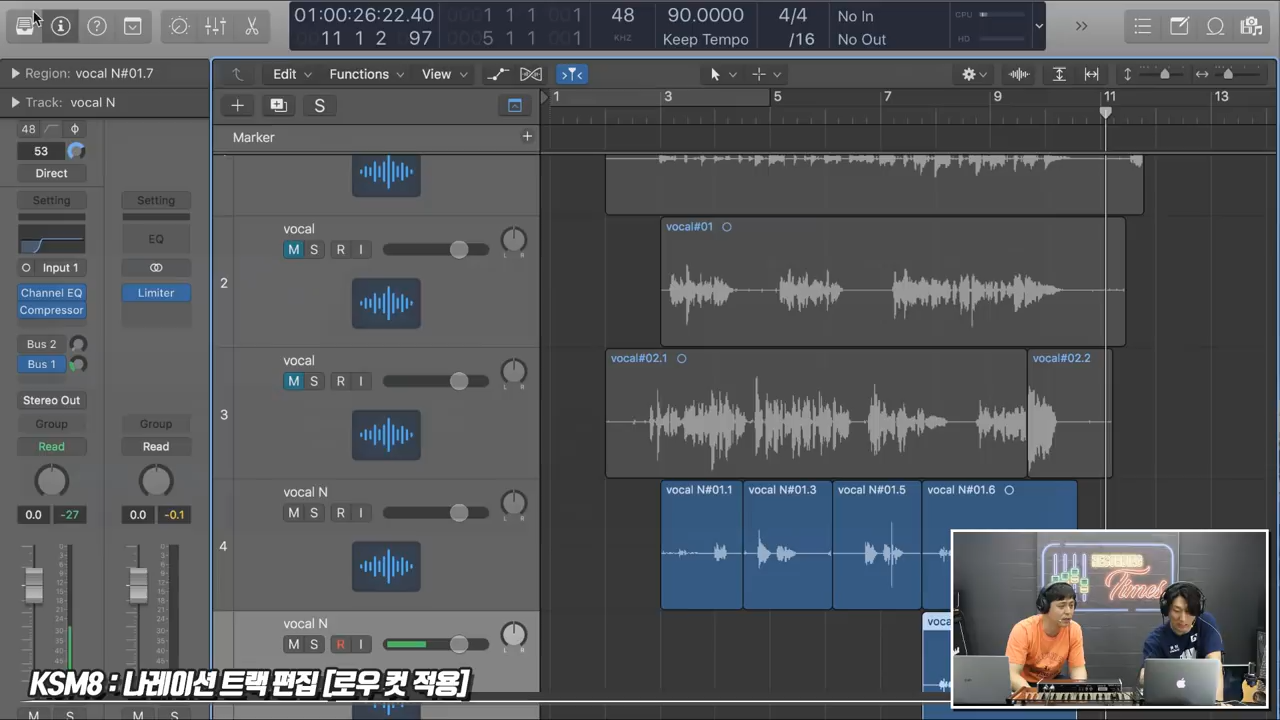 01:00:26:22.40
11 1 2 97
1 1 1
5 1 1 1
48
KHZ
90.0000
Keep Tempo
4/4
/16
No In
No Out
CPU
HD
Region: vocal N#01.7
Edit
Functions
View
Track: vocal N
S
1
3
5
7
9
11
13
48
53
Direct
Marker
Setting
Setting
EQ
Input 1
Channel EQ
Compressor
Limiter
Bus 2
Bus 1
Stereo Out
Group
Group
Read
Read
0.0
-27
0.0
-0.1
vocal
M S R I
L R
2
vocal#01
vocal
M S R I
L R
3
vocal#02.1
vocal#02.2
vocal N
M S R I
L R
4
vocal N#01.1
vocal N#01.3
vocal N#01.5
vocal N#01.6
vocal N
M S R I
L R
voca
Times
KSM8 : 나레이션 트랙 편집 [로우 컷 적용]
M S
M S